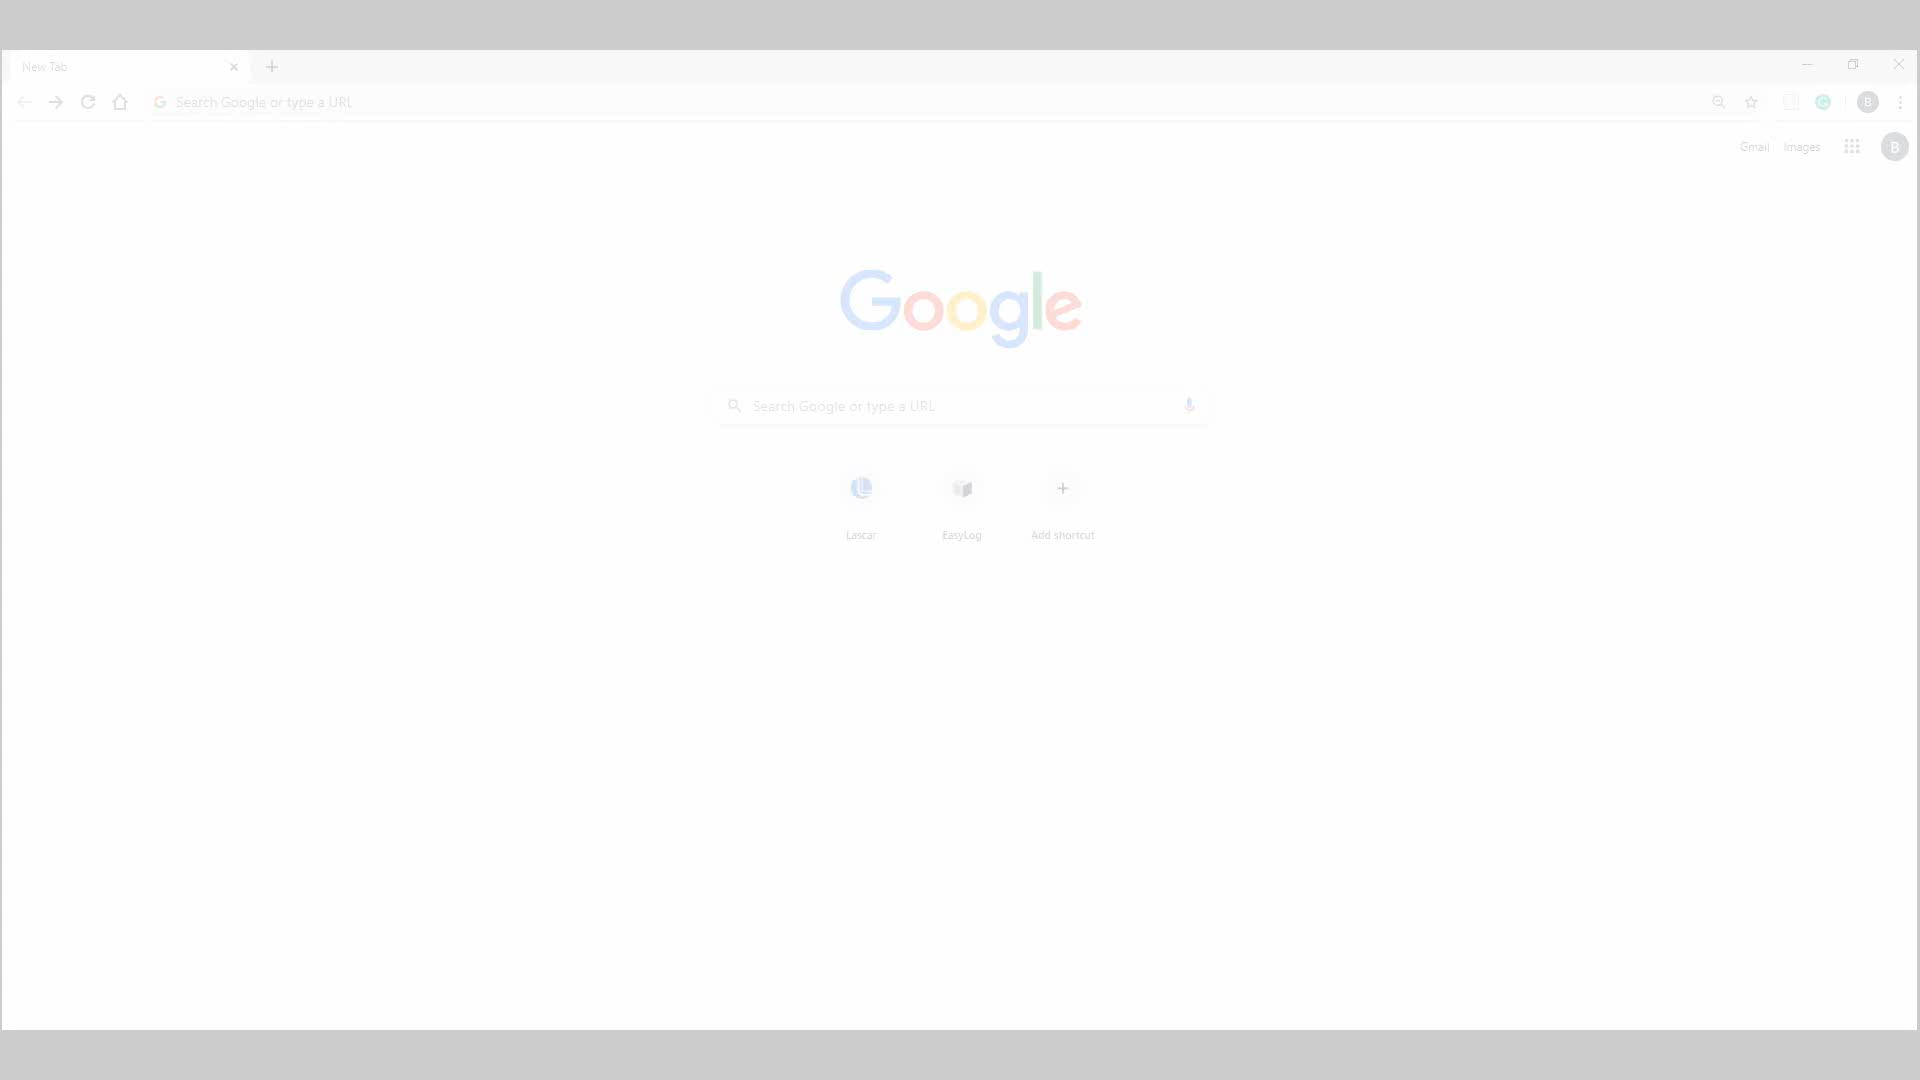 New Tab
Search Google or type a URL
B
Gmail Images B
Google
Search Google or type a URL
Lascar EasyLog Add shortcut